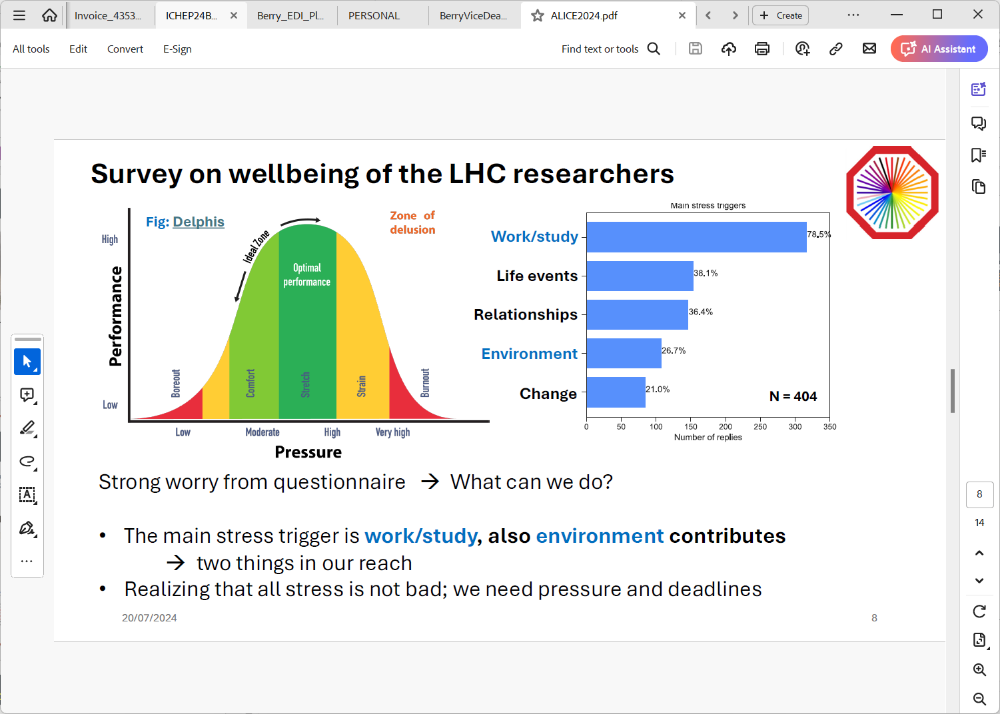 Invoice_4353...
ICHEP24B...
Berry_EDI_Pl...
PERSONAL
BerryViceDea...
ALICE2024.pdf
Create
All tools
Edit
Convert
E-Sign
Find text or tools
AI Assistant
Survey on wellbeing of the LHC researchers
Fig: Delphis
Zone of
delusion
Ideal Zone
High
Performance
Low
Optimal
performance
Boreout
Comfort
Stretch
Strain
Burnout
Low
Moderate
High
Very high
Pressure
Main stress triggers
Work/study
78.5%
Life events
38.1%
Relationships
36.4%
Environment
26.7%
Change
21.0%
N = 404
0
50
100
150
200
250
300
350
Number of replies
Strong worry from questionnaire → What can we do?
• The main stress trigger is work/study, also environment contributes
→ two things in our reach
• Realizing that all stress is not bad; we need pressure and deadlines
20/07/2024
8
8
14